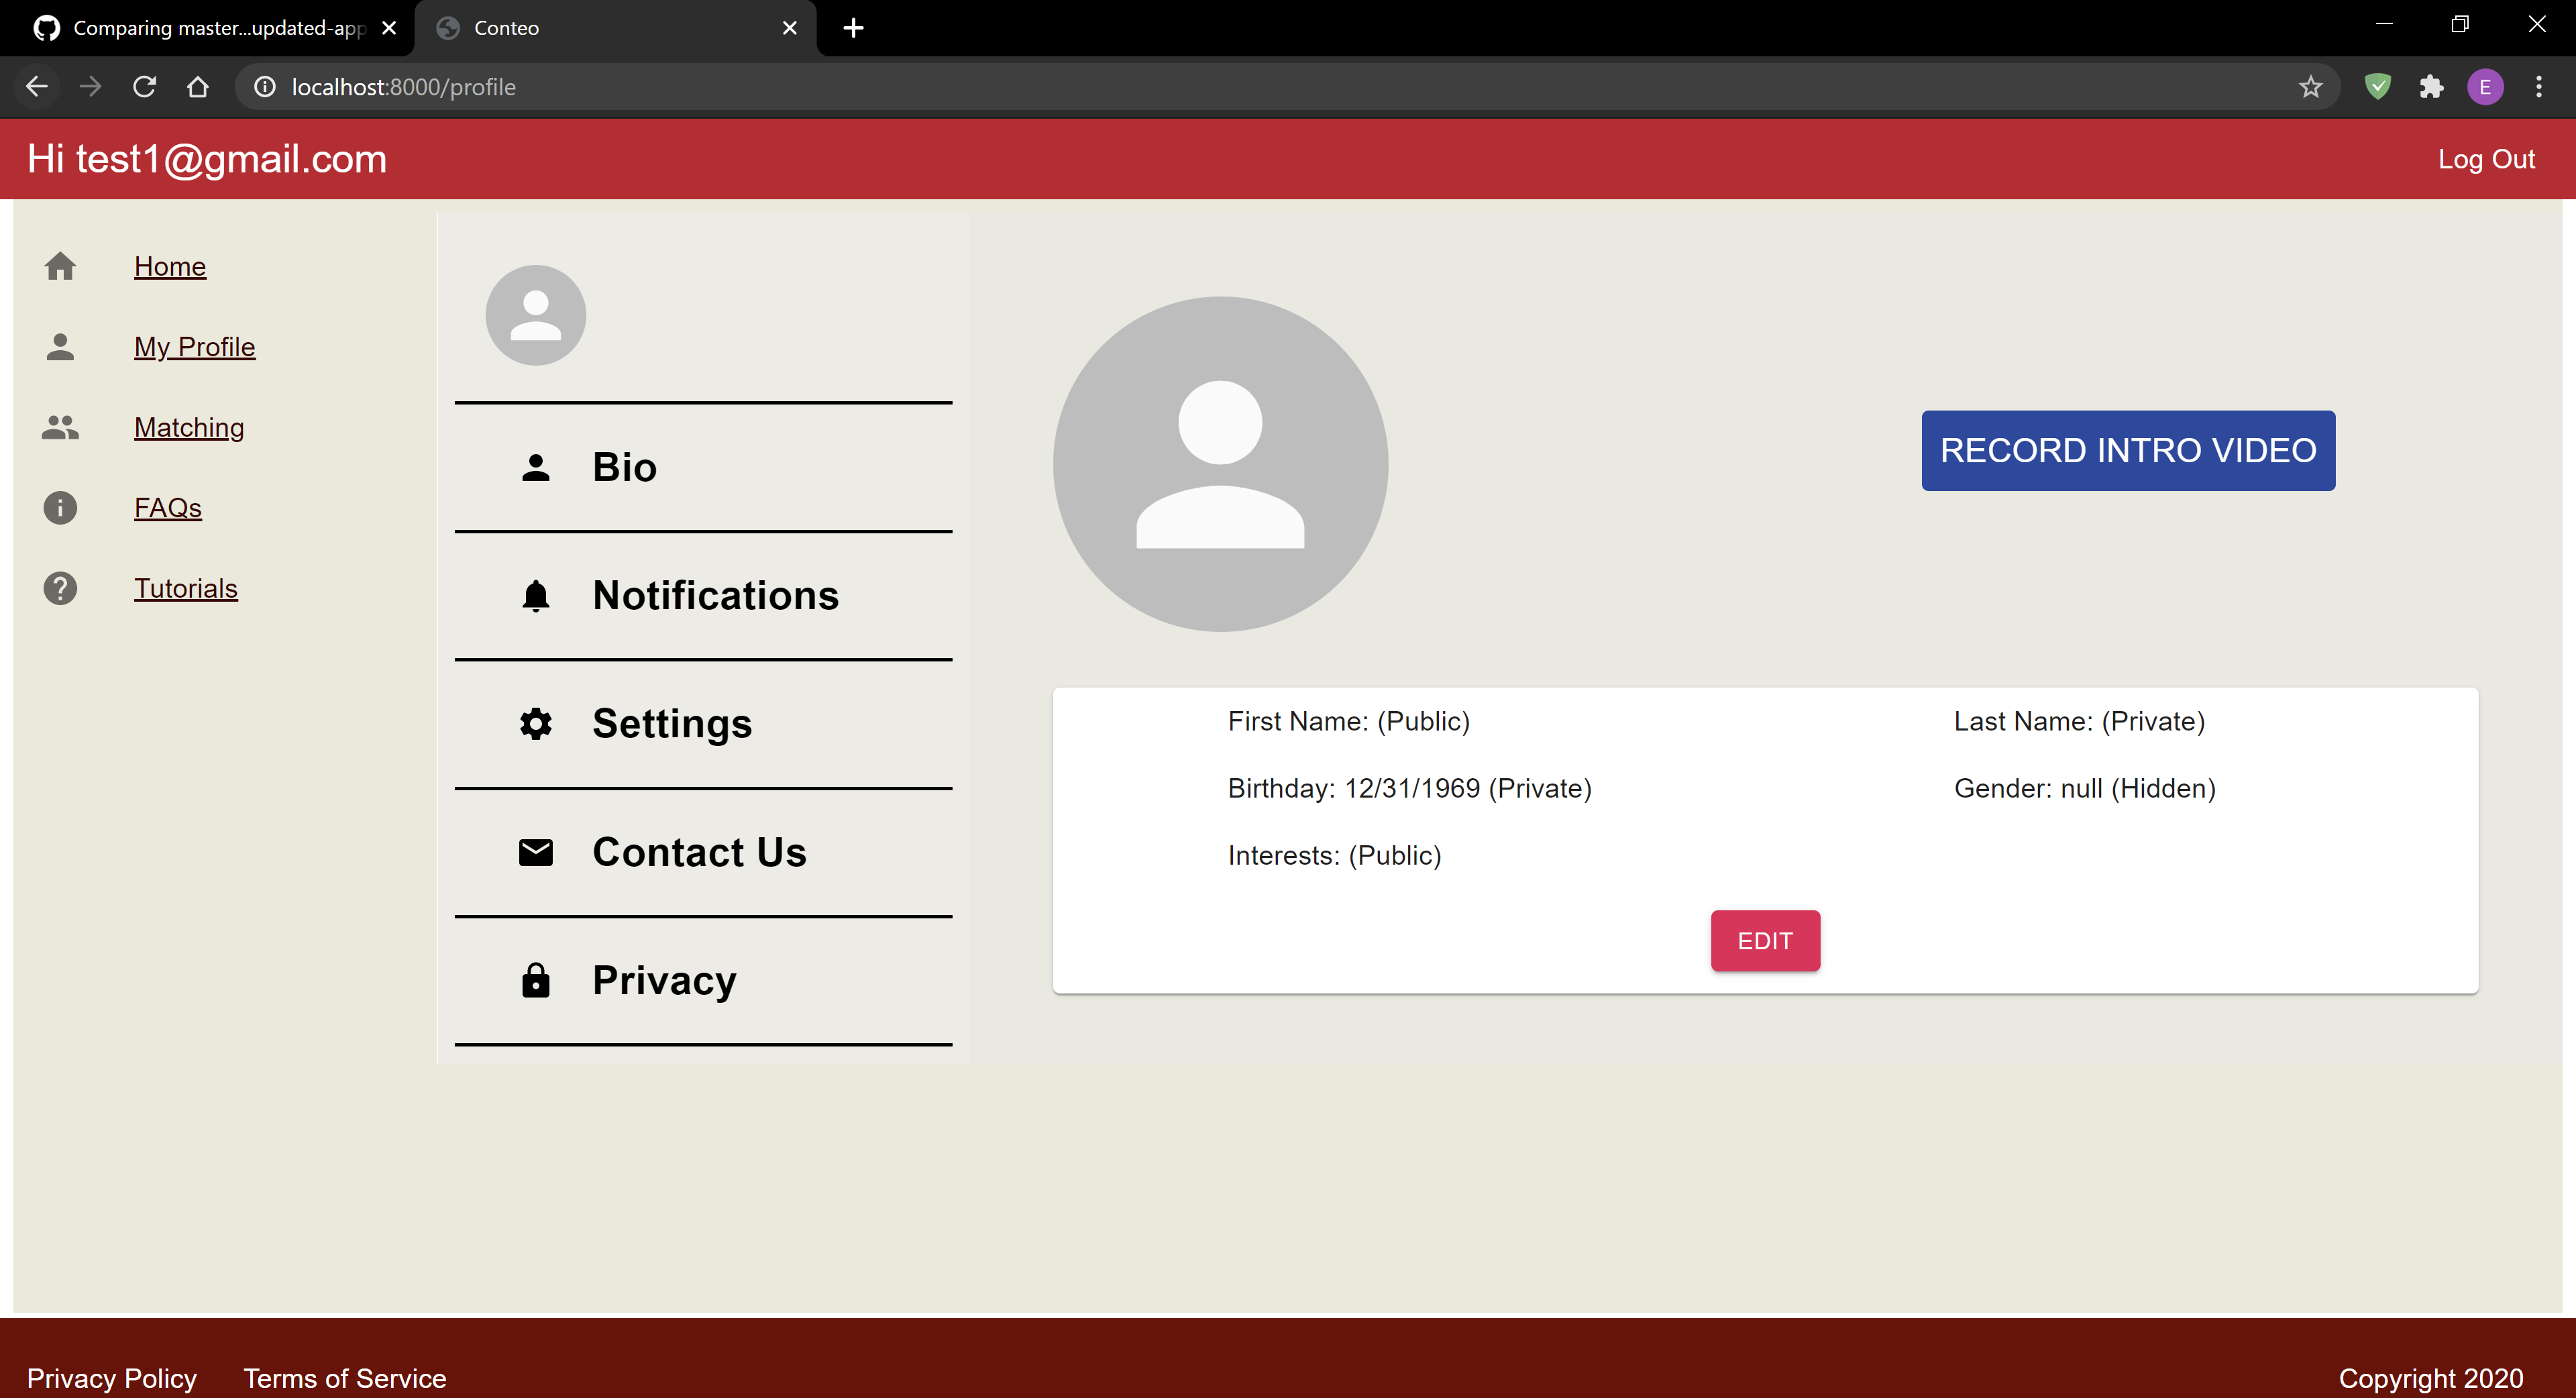 Comparing master...updated-app
Conteo
localhost:8000/profile
E
Hi test1@gmail.com
Log Out
Home
My Profile
Matching
FAQs
Tutorials
Bio
Notifications
Settings
Contact Us
Privacy
RECORD INTRO VIDEO
First Name: (Public)
Last Name: (Private)
Birthday: 12/31/1969 (Private)
Gender: null (Hidden)
Interests: (Public)
EDIT
Privacy Policy
Terms of Service
Copyright 2020